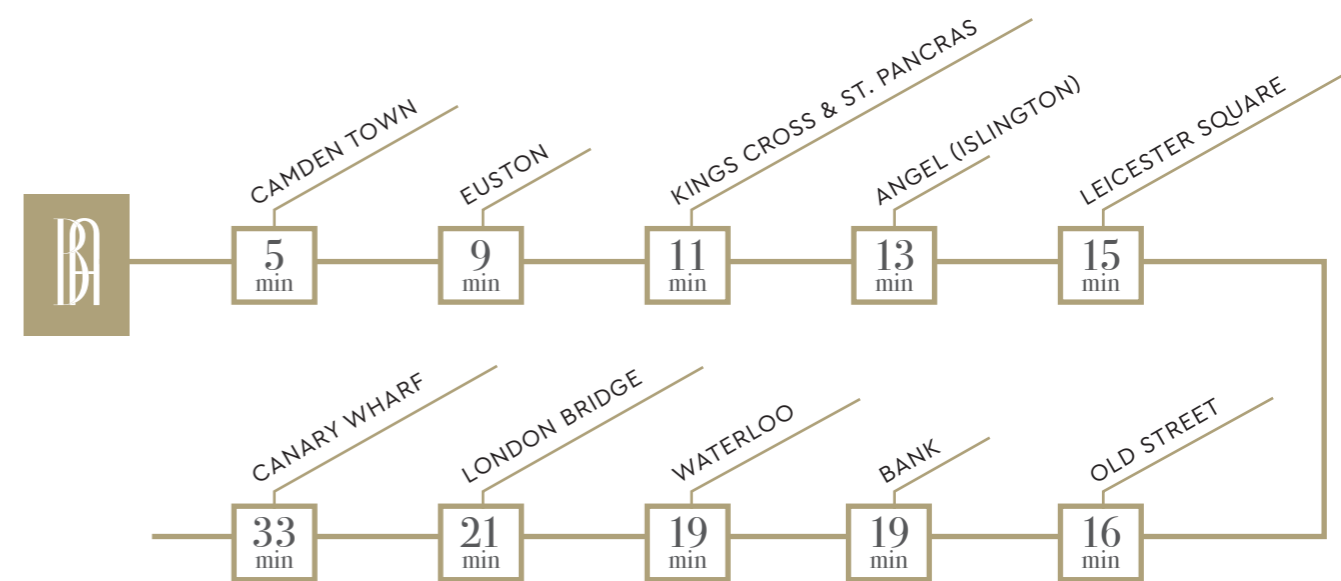 CAMDEN TOWN
5
min
EUSTON
9
min
KINGS CROSS & ST. PANCRAS
11
min
ANGEL (ISLINGTON)
13
min
LEICESTER SQUARE
15
min
OLD STREET
16
min
BANK
19
min
WATERLOO
19
min
LONDON BRIDGE
21
min
CANARY WHARF
33
min